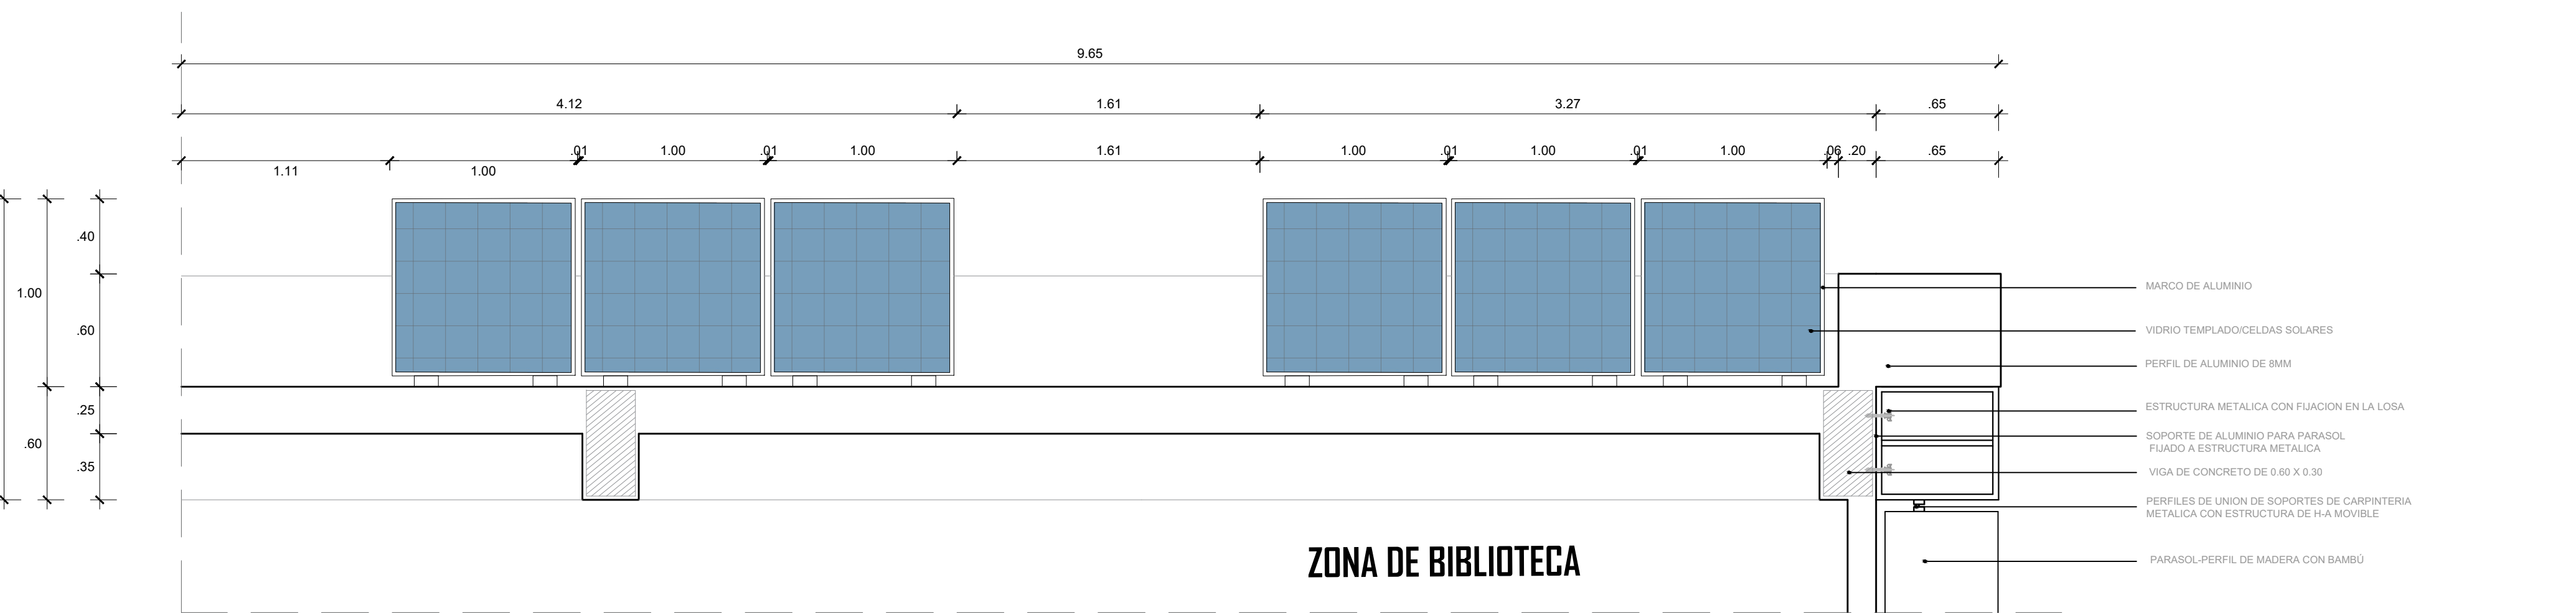 9.65
4.12 1.61 3.27 .65
.01 1.00 .01 1.00 1.61 1.00 .01 1.00 .01 1.00 .06 .20 .65
1.11 1.00
.40
1.00
.60
.25
.60
.35
MARCO DE ALUMINIO
VIDRIO TEMPLADO/CELDAS SOLARES
PERFIL DE ALUMINIO DE 8MM
ESTRUCTURA METALICA CON FIJACION EN LA LOSA
SOPORTE DE ALUMINIO PARA PARASOL
FIJADO A ESTRUCTURA METALICA
VIGA DE CONCRETO DE 0.60 X 0.30
PERFILES DE UNION DE SOPORTES DE CARPINTERIA
METALICA CON ESTRUCTURA DE H-A MOVIBLE
PARASOL-PERFIL DE MADERA CON BAMBÚ
ZONA DE BIBLIOTECA